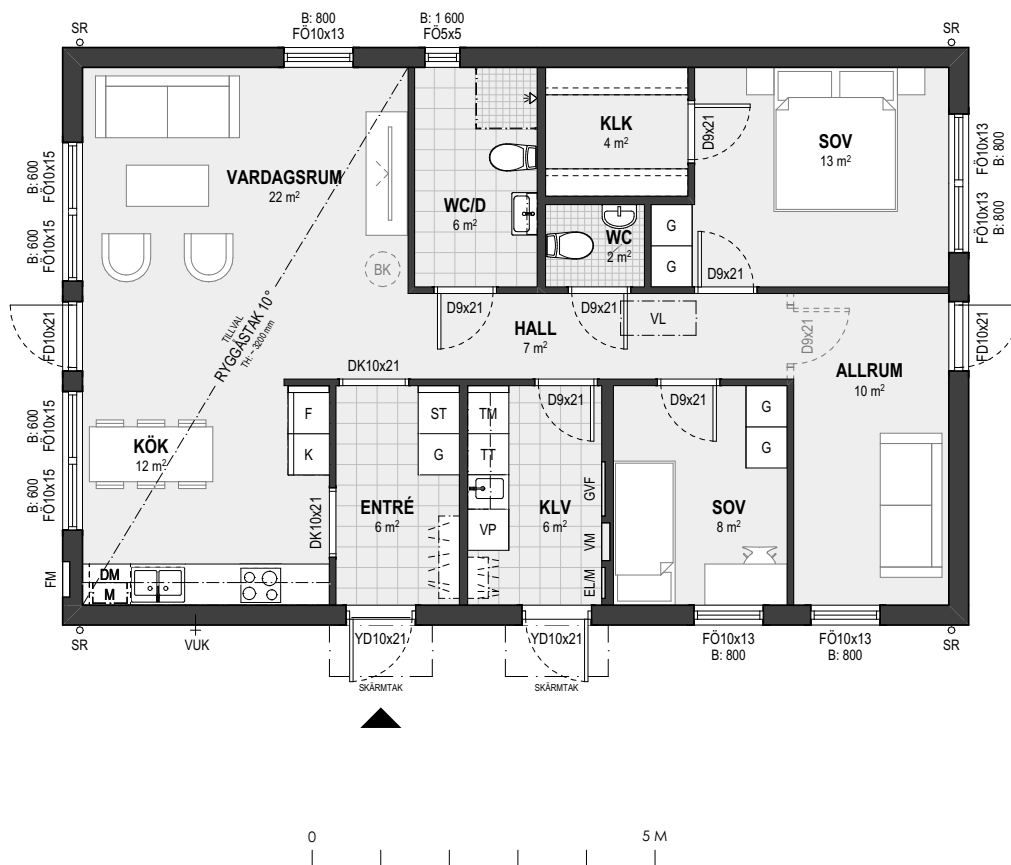 SR
B: 800
FÖ10x13
B: 1 600
FÖ5x5
SR
B: 600
FÖ10x15
B: 600
FÖ10x15
VARDAGSRUM
22 m²
WC/D
6 m²
KLK
4 m²
D9x21
SOV
13 m²
FÖ10x13
B: 800
FÖ10x13
B: 800
WC
2 m²
G
G
BK
D9x21
FD10x21
TILLVAL
RYGGÅSTAK 10°
TH: ~ 3200 mm
D9x21
D9x21
HALL
7 m²
VL
D9x21
FD10x21
DK10x21
ALLRUM
10 m²
B: 600
FÖ10x15
B: 600
FÖ10x15
KÖK
12 m²
F
K
ST
G
TM
TT
D9x21
D9x21
G
G
DK10x21
ENTRÉ
6 m²
VP
KLV
6 m²
GVF
VM
EL/M
SOV
8 m²
FM
DM
M
SR
VUK
YD10x21
SKÄRMTAK
YD10x21
SKÄRMTAK
FÖ10x13
B: 800
FÖ10x13
B: 800
SR
0
5 M